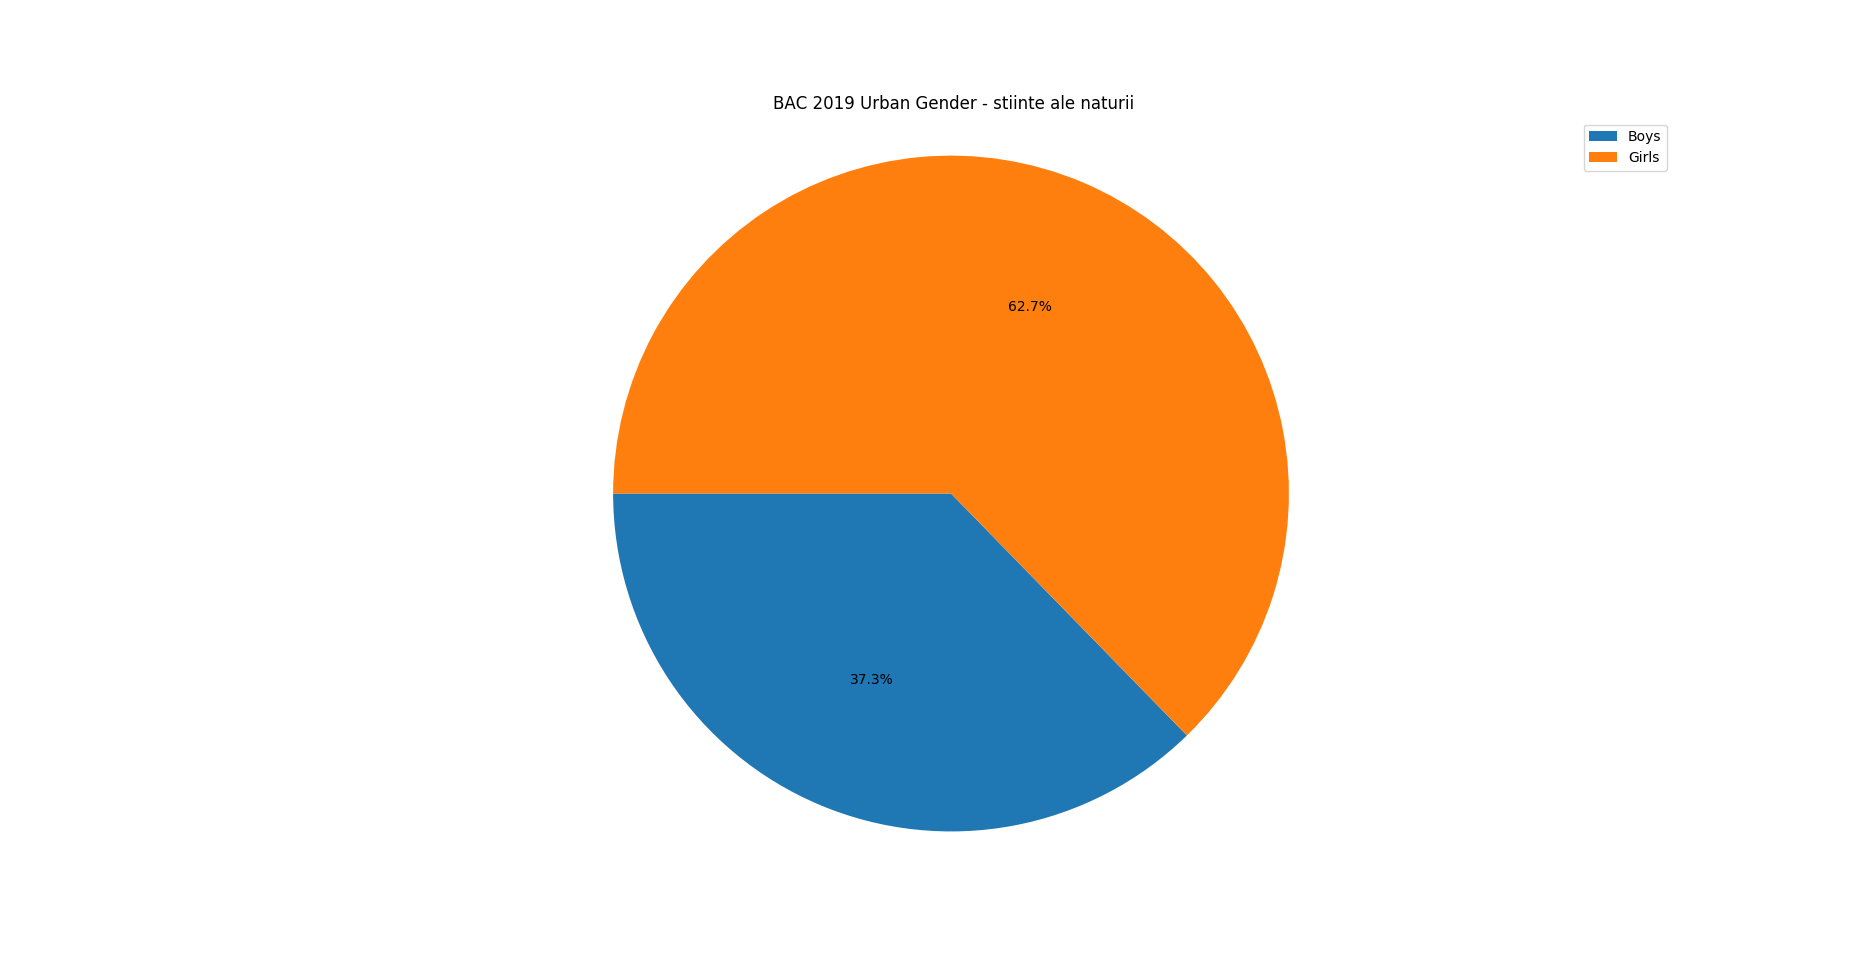 BAC 2019 Urban Gender - stiinte ale naturii
Boys
Girls
62.7%
37.3%